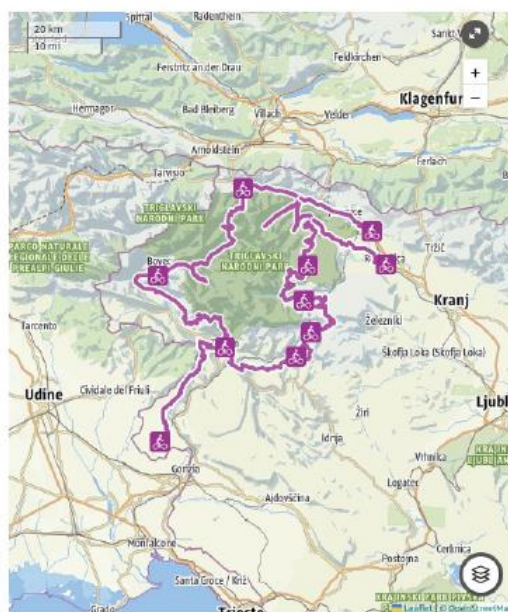 Spittal
Radenthein
20 km
10 mi
Feldkirchen
Feistritz an der Drau
+
−
Hermagor
Bad Bleiberg
Villach
Velden
Klagenfur
Arnoldstein
Ferlach
Tarvisio
TRIGLAVSKI
NARODNI PARK
PARCO NATURALE
REGIONALE DELLE
PREALPI GIULIE
Bovec
TRIGLAVSKI
NARODNI PARK
Tržič
Kranj
Tarcento
Železniki
Škofja Loka (Škofja Loka)
Udine
Cividale del Friuli
Žiri
Ljubl
Idrija
Vrhnika
Gorizia
Logatec
Ajdovščina
Monfalcone
Cerknica
Postojna
Santa Croce / Križ
Grado
Trieste
Leaflet | © OpenStreetMa